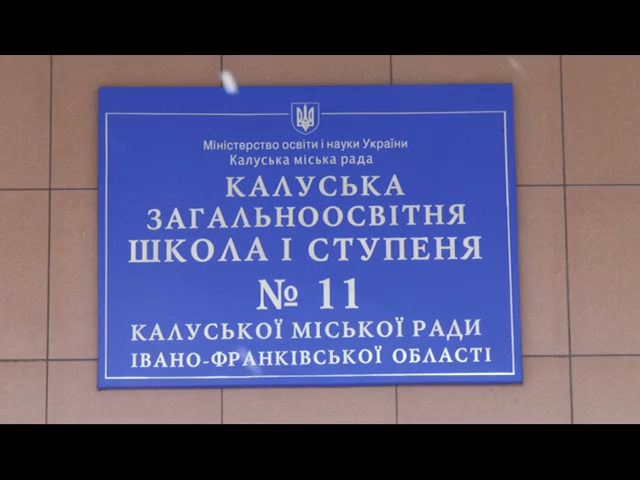 Міністерство освіти і науки України
Калуська міська рада
КАЛУСЬКА
ЗАГАЛЬНООСВІТНЯ
ШКОЛА І СТУПЕНЯ
№ 11
КАЛУСЬКОЇ МІСЬКОЇ РАДИ
ІВАНО-ФРАНКІВСЬКОЇ ОБЛАСТІ